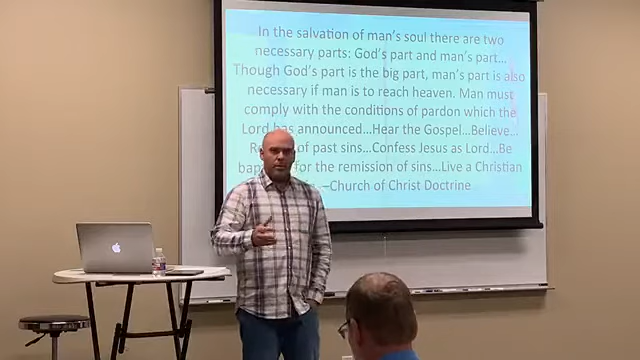 In the salvation of man's soul there are two
necessary parts: God's part and man's part...
Though God's part is the big part, man's part is also
necessary if man is to reach heaven. Man must
comply with the conditions of pardon which the
Lord has announced...Hear the Gospel...Believe...
of past sins...Confess Jesus as Lord...Be
for the remission of sins...Live a Christian
–Church of Christ Doctrine